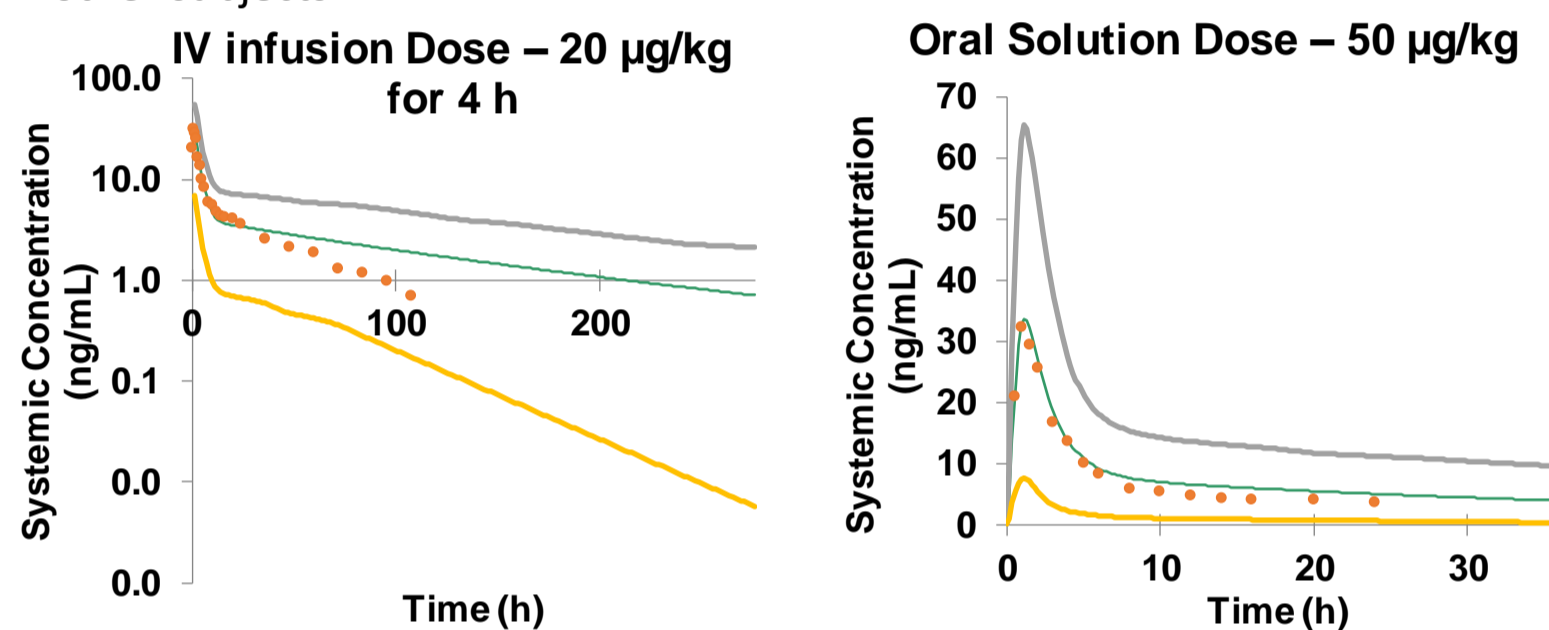 IV infusion Dose – 20 µg/kg
for 4 h
100.0
10.0
1.0
0.1
0.0
0.0
0
100
200
Systemic Concentration
(ng/mL)
Time (h)
Oral Solution Dose – 50 µg/kg
70
60
50
40
30
20
10
0
0
10
20
30
Systemic Concentration
(ng/mL)
Time (h)